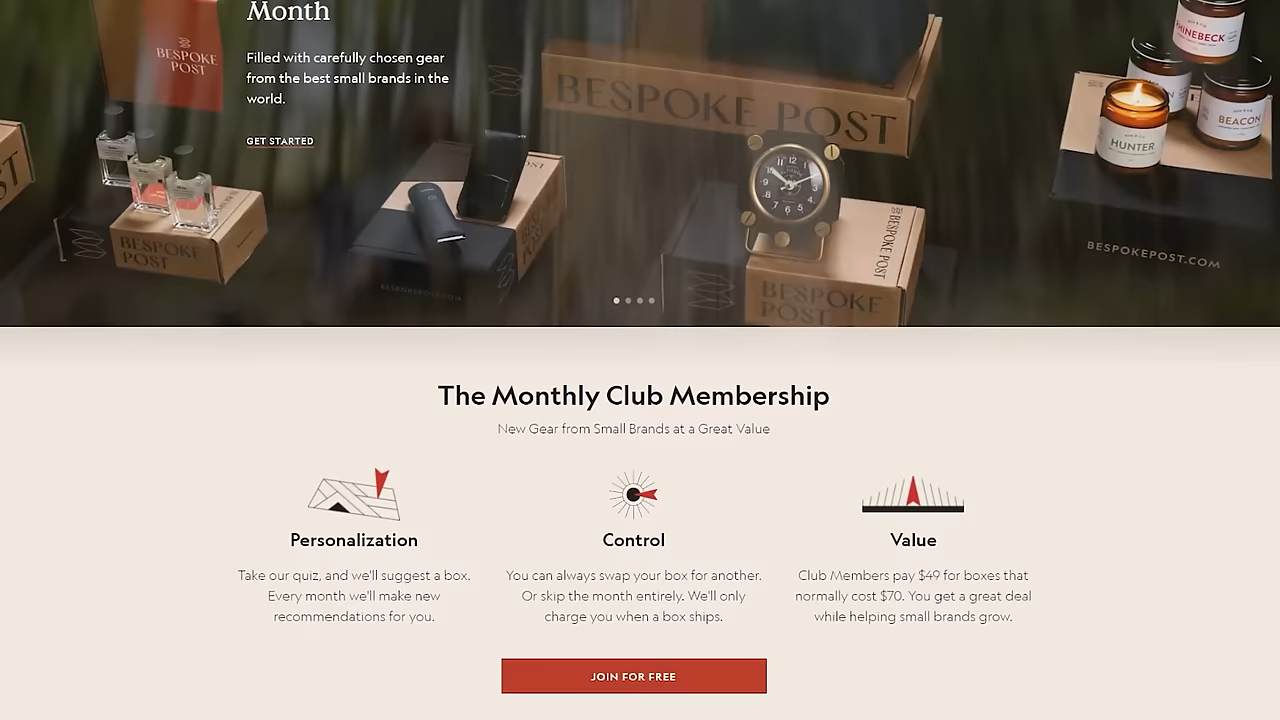 Month
Filled with carefully chosen gear
from the best small brands in the
world.
GET STARTED
BESPOKE
POST
BESPOKE POST
BESPOKE
POST
BESPOKE POST
BESPOKE
POST
RHINEBECK
BEACON
HUNTER
BESPOKEPOST.COM
BESPOKEPOST.COM
The Monthly Club Membership
New Gear from Small Brands at a Great Value
Personalization
Take our quiz, and we'll suggest a box.
Every month we'll make new
recommendations for you.
Control
You can always swap your box for another.
Or skip the month entirely. We'll only
charge you when a box ships.
Value
Club Members pay $49 for boxes that
normally cost $70. You get a great deal
while helping small brands grow.
JOIN FOR FREE